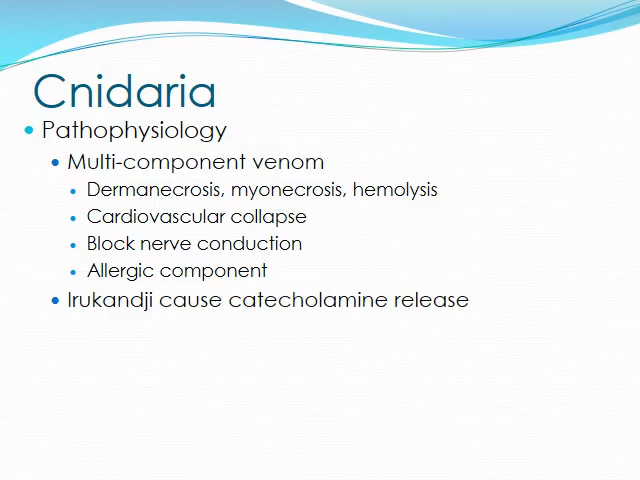 Cnidaria
Pathophysiology
Multi-component venom
Dermanecrosis, myonecrosis, hemolysis
Cardiovascular collapse
Block nerve conduction
Allergic component
Irukandji cause catecholamine release